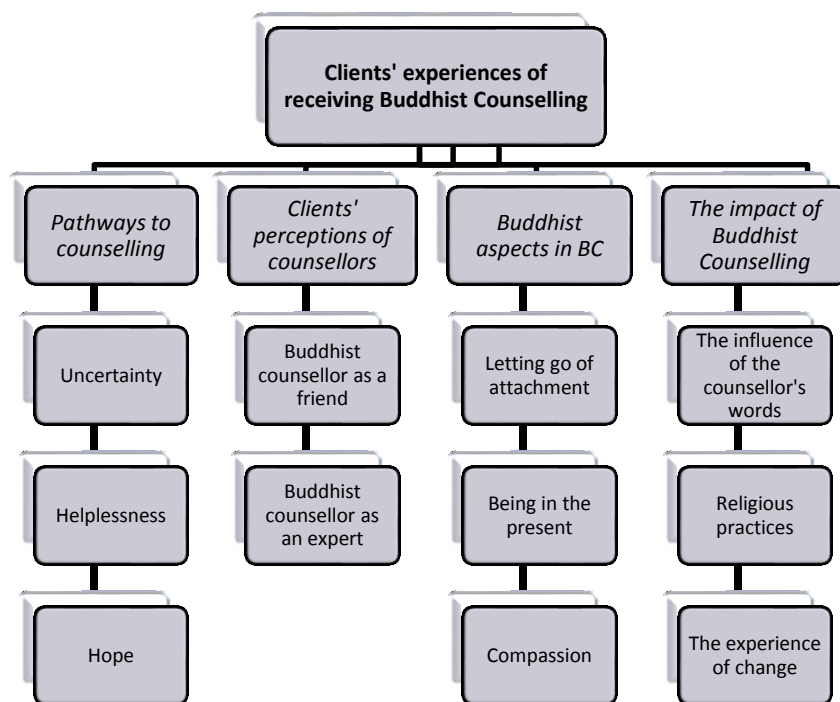 Clients' experiences of
receiving Buddhist Counselling
Pathways to
counselling
Uncertainty
Helplessness
Hope
Clients'
perceptions of
counsellors
Buddhist
counsellor as a
friend
Buddhist
counsellor as
an expert
Buddhist
aspects in BC
Letting go of
attachment
Being in the
present
Compassion
The impact of
Buddhist
Counselling
The influence
of the
counsellor's
words
Religious
practices
The experience
of change